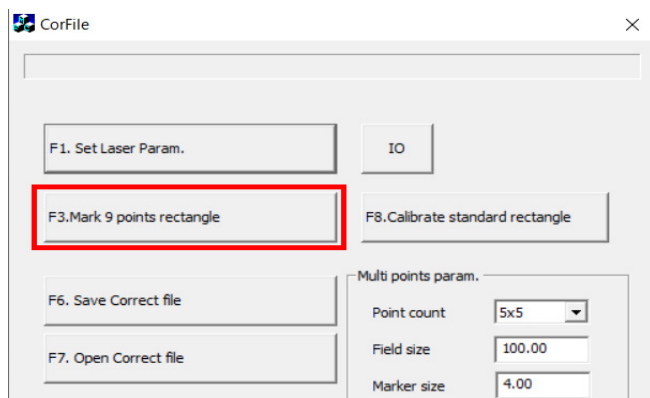 CorFile
F1. Set Laser Param.
IO
F3.Mark 9 points rectangle
F8.Calibrate standard rectangle
F6. Save Correct file
F7. Open Correct file
Multi points param.
Point count 5x5
Field size 100.00
Marker size 4.00